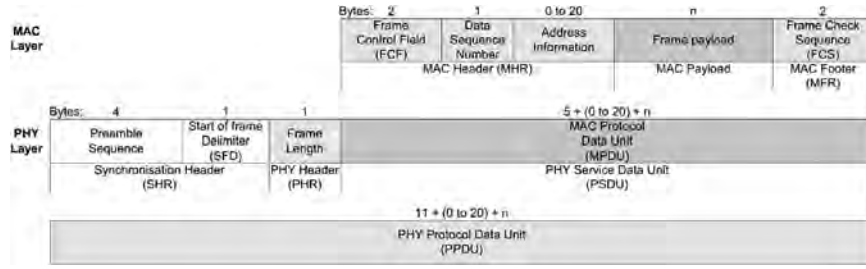 Bytes: 2 1 0 to 20 n 2
MAC Layer
Frame Control Field (FCF)
Data Sequence Number
Address Information
Frame payload
Frame Check Sequence (FCS)
MAC Header (MHR)
MAC Payload
MAC Footer (MFR)
Bytes: 4 1 1 5 + (0 to 20) + n
PHY Layer
Preamble Sequence
Start of frame Delimiter (SFD)
Frame Length
MAC Protocol Data Unit (MPDU)
Synchronisation Header (SHR)
PHY Header (PHR)
PHY Service Data Unit (PSDU)
11 + (0 to 20) + n
PHY Protocol Data Unit (PPDU)